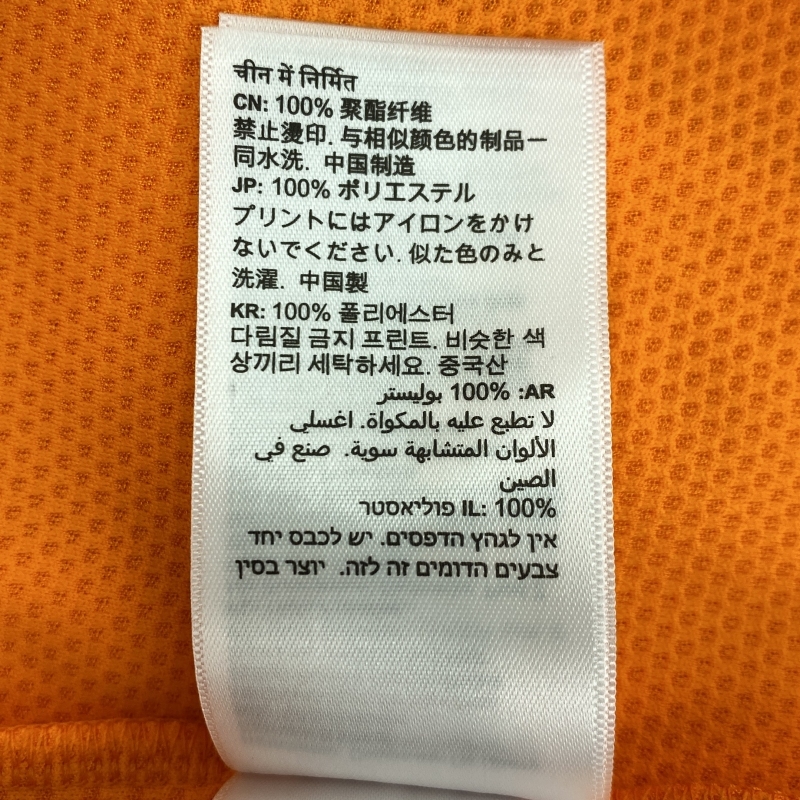 चीन में निर्मित
CN: 100% 聚酯纤维
禁止燙印. 与相似颜色的制品一
同水洗. 中国制造
JP: 100% ポリエステル
プリントにはアイロンをかけ
ないでください. 似た色のみと
洗濯. 中国製
KR: 100% 폴리에스터
다림질 금지 프린트. 비슷한 색
상끼리 세탁하세요. 중국산
AR: 100% بوليستر
لا تطبع عليه بالمكواة. اغسلي
الألوان المتشابهة سوية. صنع في
الصين
IL: 100% פוליאסטר
אין לגהץ הדפסים. יש לכבס יחד
צבעים הדומים זה לזה. יוצר בסין